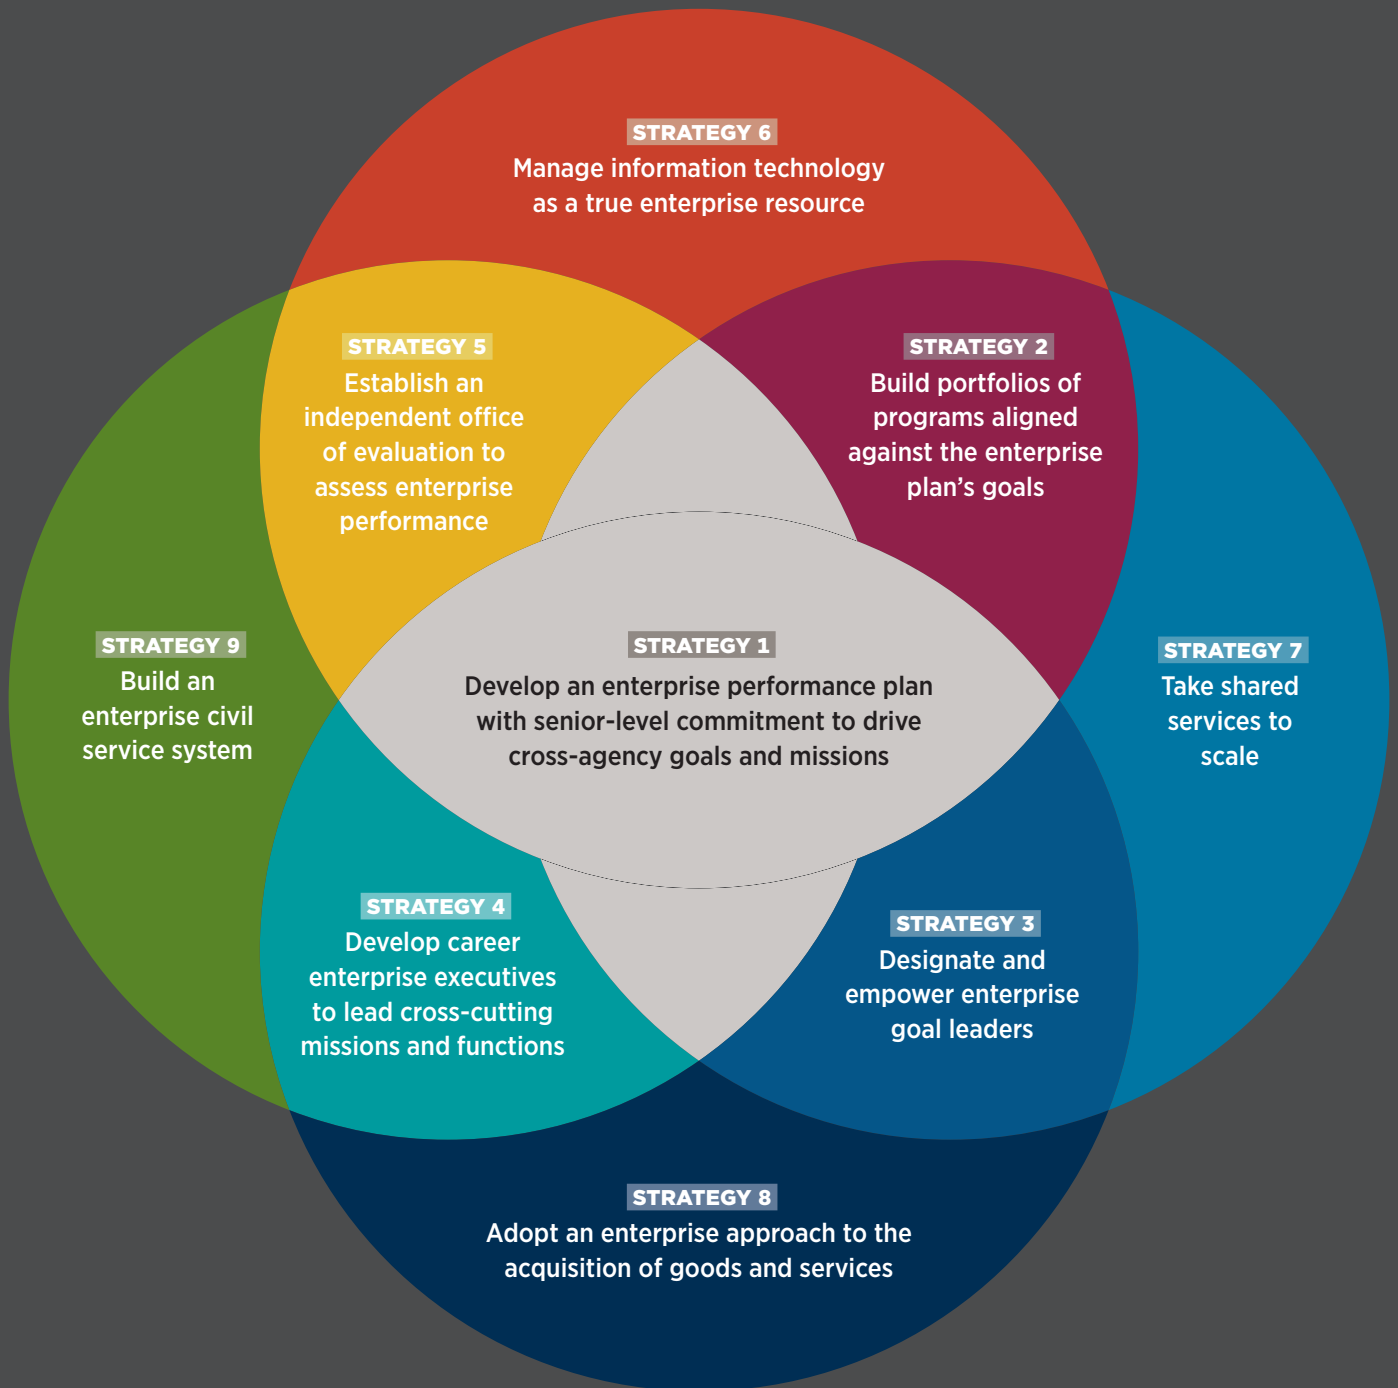 STRATEGY 6
Manage information technology
as a true enterprise resource
STRATEGY 5
Establish an
independent office
of evaluation to
assess enterprise
performance
STRATEGY 2
Build portfolios of
programs aligned
against the enterprise
plan’s goals
STRATEGY 9
Build an
enterprise civil
service system
STRATEGY 1
Develop an enterprise performance plan
with senior-level commitment to drive
cross-agency goals and missions
STRATEGY 7
Take shared
services to
scale
STRATEGY 4
Develop career
enterprise executives
to lead cross-cutting
missions and functions
STRATEGY 3
Designate and
empower enterprise
goal leaders
STRATEGY 8
Adopt an enterprise approach to the
acquisition of goods and services